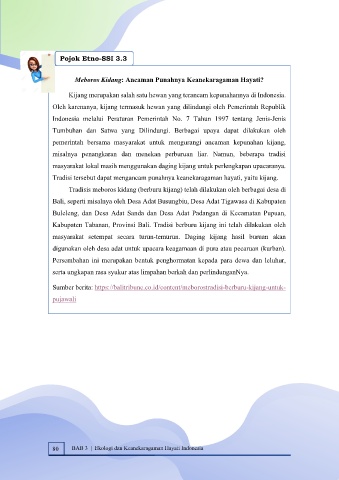 Pojok Etno-SSI 3.3
Meboros Kidang: Ancaman Punahnya Keanekaragaman Hayati?
Kijang merupakan salah satu hewan yang terancam kepunahannya di Indonesia.
Oleh karenanya, kijang termasuk hewan yang dilindungi oleh Pemerintah Republik
Indonesia melalui Peraturan Pemerintah No. 7 Tahun 1997 tentang Jenis-Jenis
Tumbuhan dan Satwa yang Dilindungi. Berbagai upaya dapat dilakukan oleh
pemerintah bersama masyarakat untuk mengurangi ancaman kepunahan kijang,
misalnya penangkaran dan menekan perburuan liar. Namun, beberapa tradisi
masyarakat lokal masih menggunakan daging kijang untuk perlengkapan upacaranya.
Tradisi tersebut dapat mengancam punahnya keanekaragaman hayati, yaitu kijang.
Tradisis meboros kidang (berburu kijang) telah dilakukan oleh berbagai desa di
Bali, seperti misalnya oleh Desa Adat Busungbiu, Desa Adat Tigawasa di Kabupaten
Buleleng, dan Desa Adat Sanda dan Desa Adat Padangan di Kecamatan Pupuan,
Kabupaten Tabanan, Provinsi Bali. Tradisi berburu kijang ini telah dilakukan oleh
masyarakat setempat secara turun-temurun. Daging kijang hasil buruan akan
digunakan oleh desa adat untuk upacara keagamaan di pura atau pecaruan (kurban).
Persembahan ini merupakan bentuk penghormatan kepada para dewa dan leluhur,
serta ungkapan rasa syukur atas limpahan berkah dan perlindunganNya.
Sumber berita: https://balitribune.co.id/content/meborostradisi-berburu-kijang-untuk-
pujawali
80 BAB 3 | Ekologi dan Keanekaragaman Hayati Indonesia